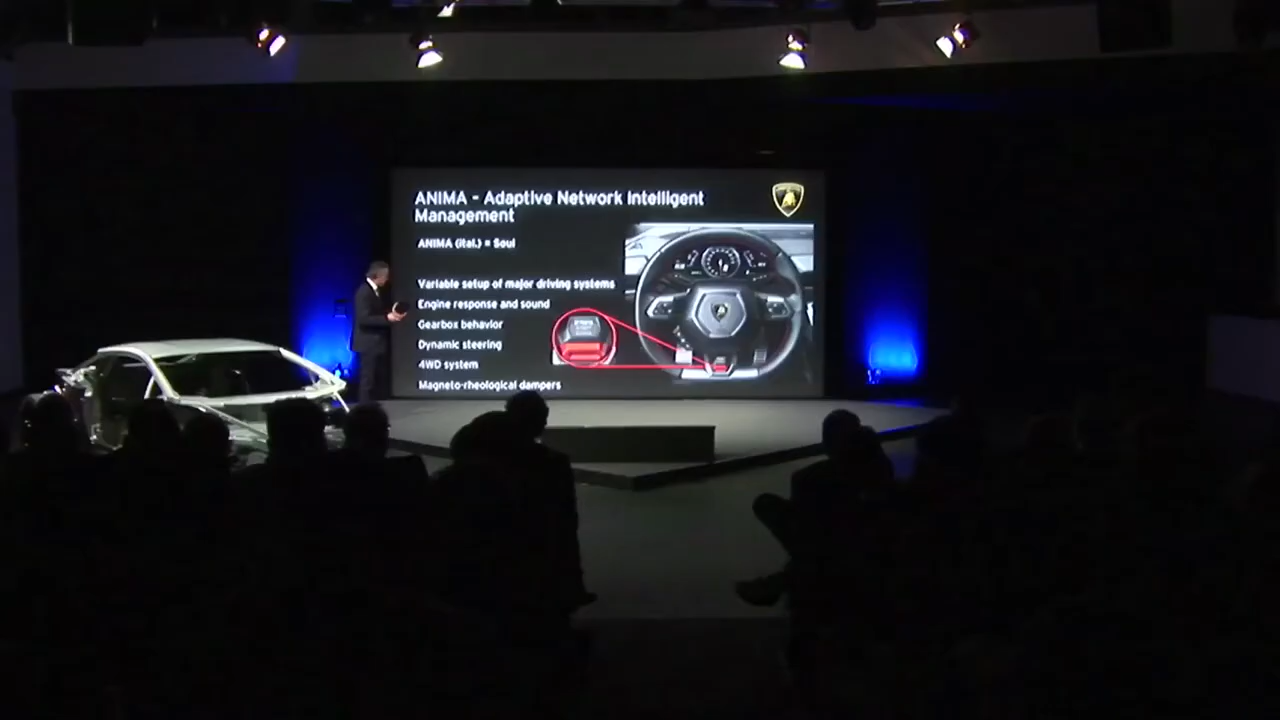 ANIMA - Adaptive Network Intelligent
Management
ANIMA (ital.) = Soul
Variable setup of major driving systems
Engine response and sound
Gearbox behavior
Dynamic steering
4WD system
Magneto-rheological dampers